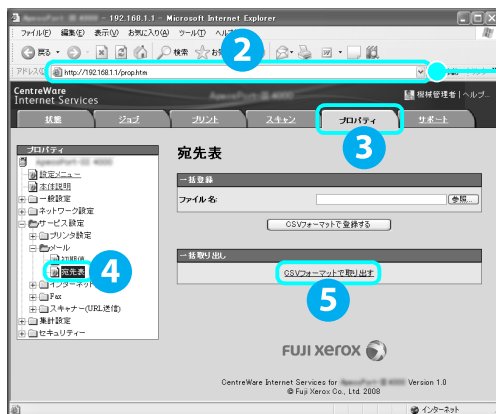 - 192.168.1.1 - Microsoft Internet Explorer
ファイル(F) 編集(E) 表示(V) お気に入り(A) ツール(T)
戻る 検索
2
アドレス(D) http://192.168.1.1/prop.htm
CentreWare
Internet Services
機械管理者 | ヘルプ...
状態 ジョブ プリント スキャン プロパティ サポート
3
プロパティ
設定メニュー
本体説明
一般設定
ネットワーク設定
サービス設定
プリンタ設定
メール
初期値
宛先表
4
インターネット
Fax
スキャナー(URL送信)
集計設定
セキュリティー
宛先表
一括登録
ファイル名:
参照...
CSVフォーマットで登録する
一括取り出し
CSVフォーマットで取り出す
5
FUJI XEROX
CentreWare Internet Services for Version 1.0
© Fuji Xerox Co., Ltd. 2008
インターネット